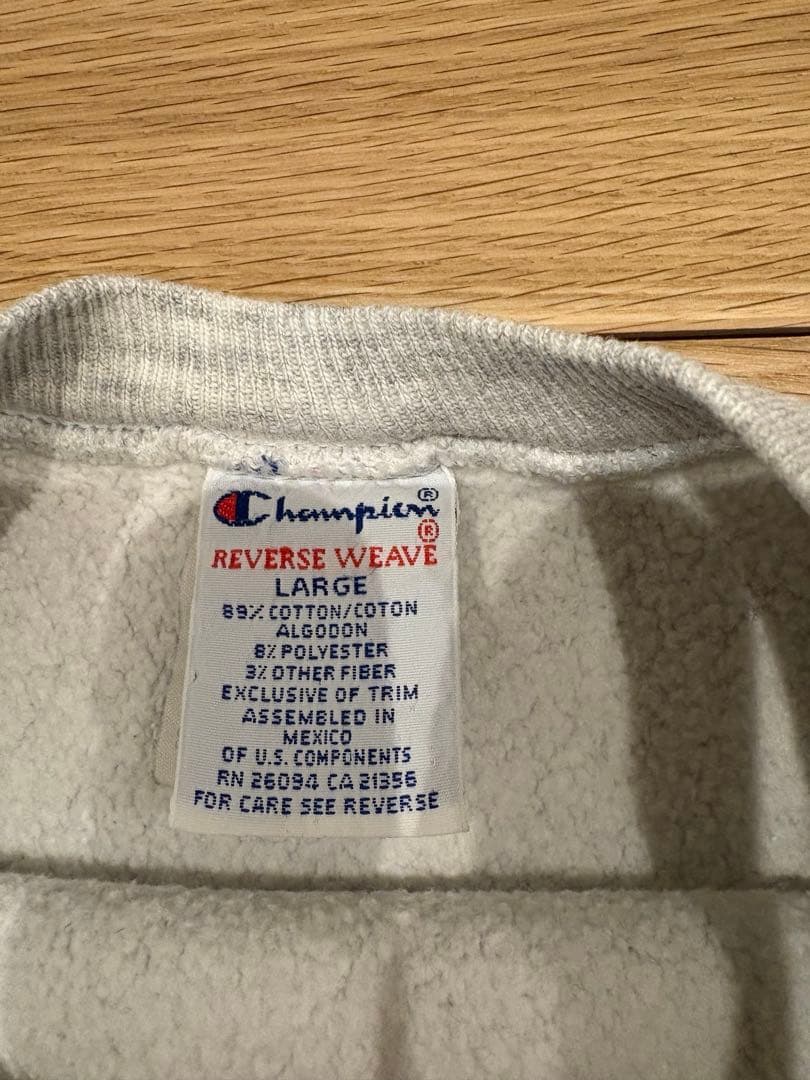 Champion®
®
REVERSE WEAVE
LARGE
89% COTTON/COTON
ALGODON
8% POLYESTER
3% OTHER FIBER
EXCLUSIVE OF TRIM
ASSEMBLED IN
MEXICO
OF U.S. COMPONENTS
RN 26094 CA 21356
FOR CARE SEE REVERSE